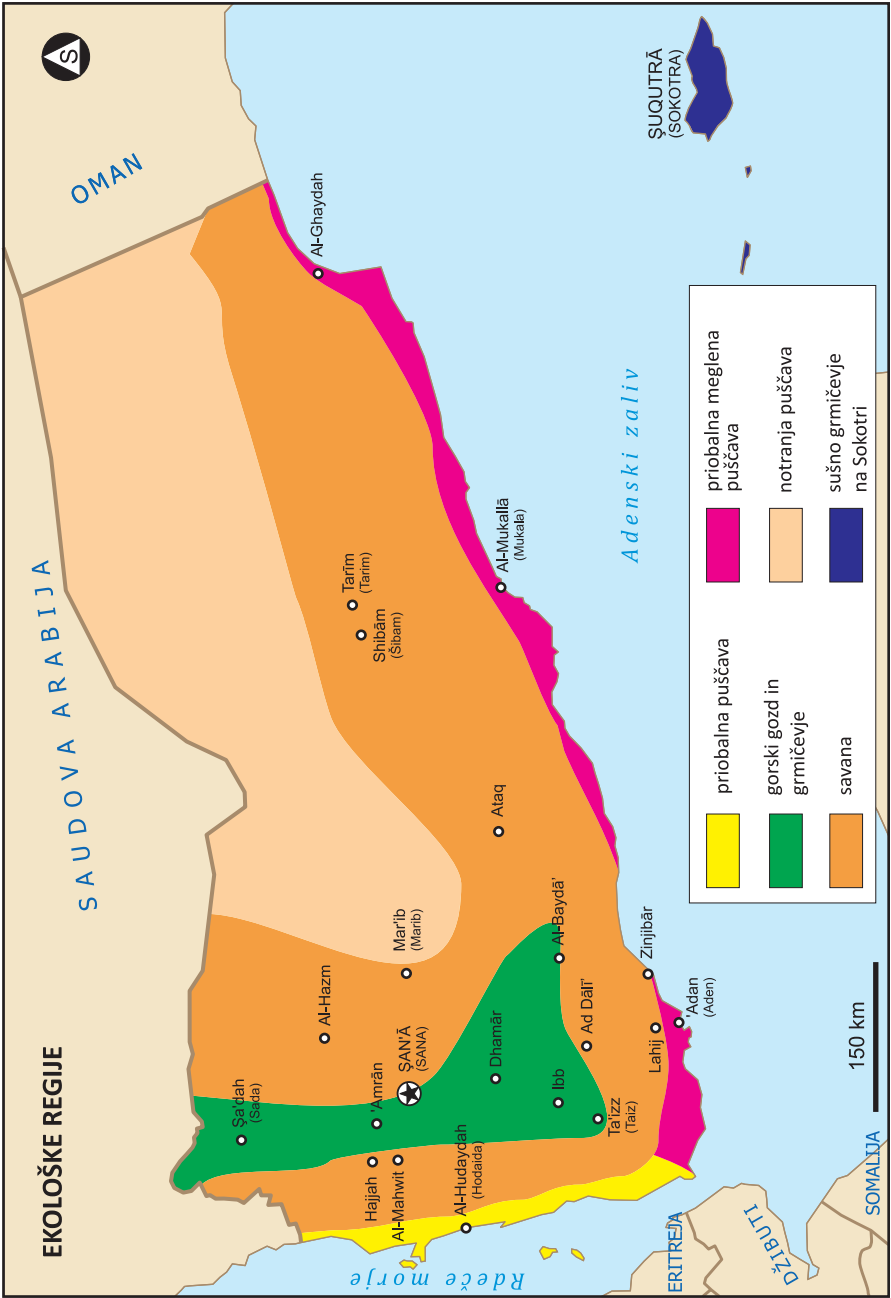 EKOLOŠKE REGIJE
S
OMAN
SAUDOVA ARABIJA
Ṣa'dah
(Sada)
Al-Hazm
'Amrān
Hajjah
Al-Mahwit
ṢAN'Ā
(SANA)
Mar'ib
(Marib)
Al-Hudaydah
(Hodaida)
Dhamār
Ibb
Ta'izz
(Taiz)
Ad Dālī'
Al-Baydā'
Lahij
'Adan
(Aden)
Zinjibār
Ataq
Shibām
(Šibam)
Tarīm
(Tarim)
Al-Mukallā
(Mukala)
Al-Ghaydah
ṢUQUTRĀ
(SOKOTRA)
Rdeče morje
Adenski zaliv
ERITREJA
DŽIBUTI
SOMALIJA
150 km
priobalna puščava
gorski gozd in
grmičevje
savana
priobalna meglena
puščava
notranja puščava
sušno grmičevje
na Sokotri